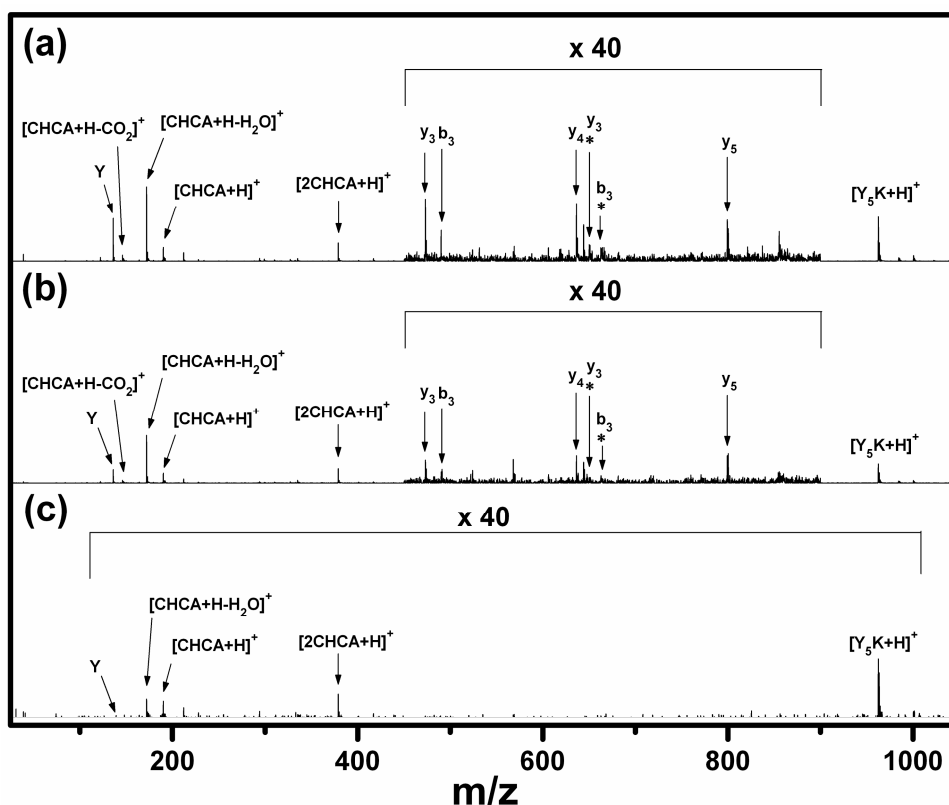 (a)
x 40
[CHCA+H-CO₂]⁺
[CHCA+H-H₂O]⁺
Y
[CHCA+H]⁺
[2CHCA+H]⁺
y₃ b₃
y₄
y₃
*
b₃
*
y₅
[Y₅K+H]⁺
(b)
x 40
[CHCA+H-CO₂]⁺
[CHCA+H-H₂O]⁺
Y
[CHCA+H]⁺
[2CHCA+H]⁺
y₃ b₃
y₄
y₃
*
b₃
*
y₅
[Y₅K+H]⁺
(c)
x 40
[CHCA+H-H₂O]⁺
Y
[CHCA+H]⁺
[2CHCA+H]⁺
[Y₅K+H]⁺
200 400 600 800 1000
m/z